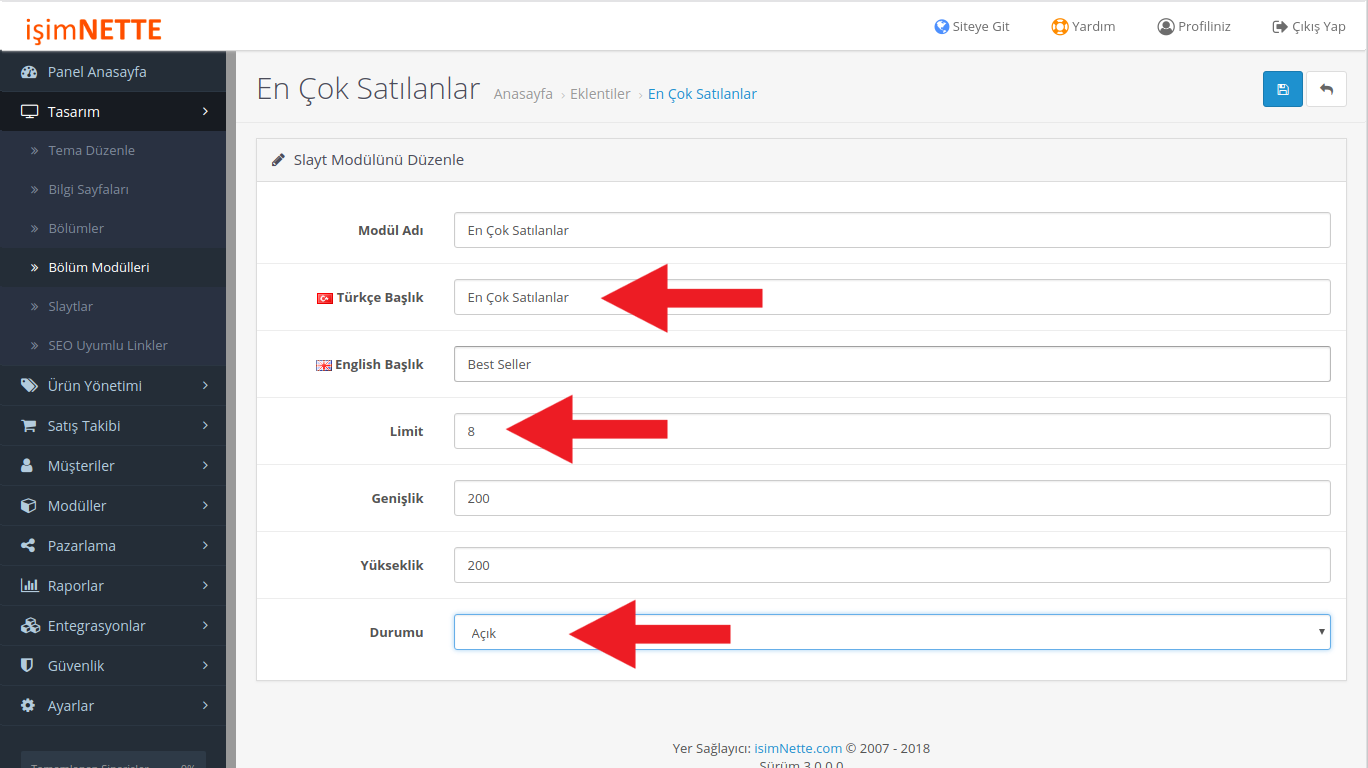 işimNETTE
Siteye Git
Yardım
Profiliniz
Çıkış Yap
Panel Anasayfa
Tasarım
Tema Düzenle
Bilgi Sayfaları
Bölümler
Bölüm Modülleri
Slaytlar
SEO Uyumlu Linkler
Ürün Yönetimi
Satış Takibi
Müşteriler
Modüller
Pazarlama
Raporlar
Entegrasyonlar
Güvenlik
Ayarlar
Tamamlanan Siparişler 0%
En Çok Satılanlar
Anasayfa › Eklentiler › En Çok Satılanlar
Slayt Modülünü Düzenle
Modül Adı En Çok Satılanlar
Türkçe Başlık En Çok Satılanlar
English Başlık Best Seller
Limit 8
Genişlik 200
Yükseklik 200
Durumu Açık
Yer Sağlayıcı: isimNette.com © 2007 - 2018
Sürüm 3.0.0.0